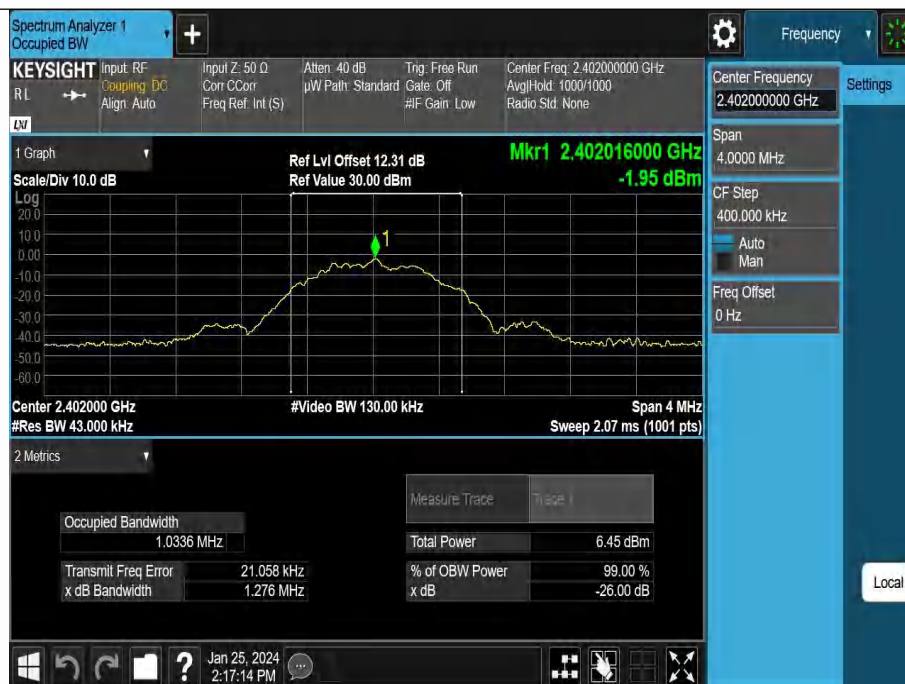 Spectrum Analyzer 1
Occupied BW
Frequency
KEYSIGHT
RL
LXI
Input: RF
Coupling: DC
Align: Auto
Input Z: 50 Ω
Corr CCorr
Freq Ref: Int (S)
Atten: 40 dB
µW Path: Standard
Trig: Free Run
Gate: Off
#IF Gain: Low
Center Freq: 2.402000000 GHz
Avg|Hold: 1000/1000
Radio Std: None
Center Frequency
2.402000000 GHz
Settings
Span
4.0000 MHz
CF Step
400.000 kHz
Auto
Man
Freq Offset
0 Hz
1 Graph
Scale/Div 10.0 dB
Ref Lvl Offset 12.31 dB
Ref Value 30.00 dBm
Mkr1 2.402016000 GHz
-1.95 dBm
Log
20.0
10.0
0.00
-10.0
-20.0
-30.0
-40.0
-50.0
-60.0
1
Center 2.402000 GHz
#Video BW 130.00 kHz
Span 4 MHz
#Res BW 43.000 kHz
Sweep 2.07 ms (1001 pts)
2 Metrics
Measure Trace
Trace 1
Occupied Bandwidth
1.0336 MHz
Total Power
6.45 dBm
Transmit Freq Error
21.058 kHz
% of OBW Power
99.00 %
x dB Bandwidth
1.276 MHz
x dB
-26.00 dB
Local
Jan 25, 2024
2:17:14 PM